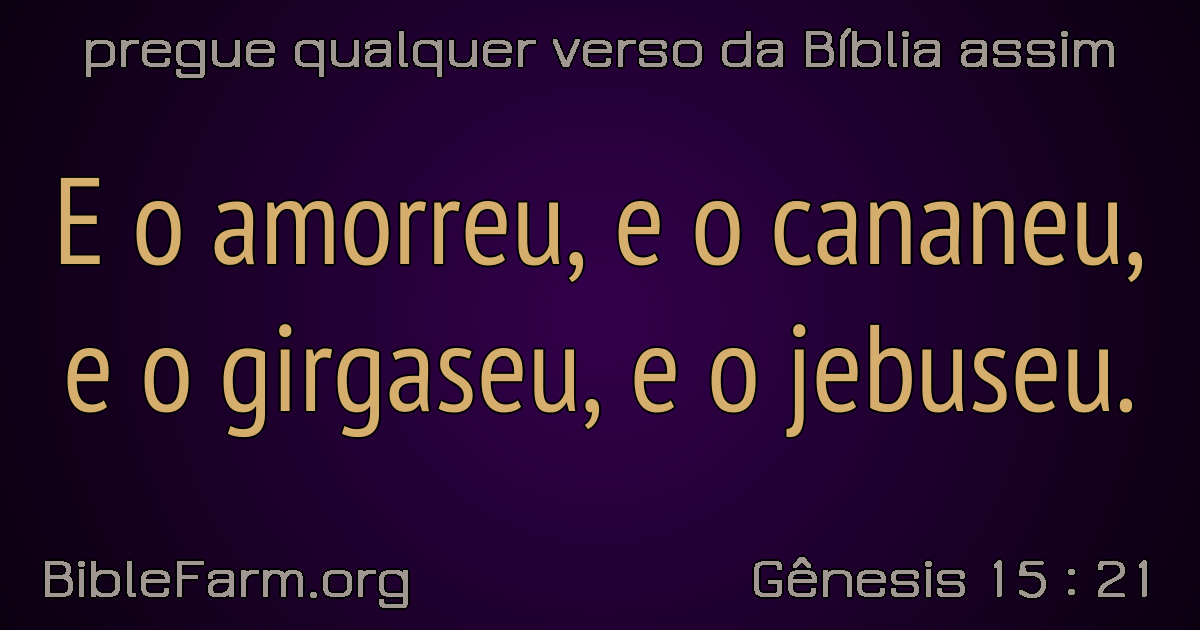 pregue qualquer verso da Bíblia assim
E o amorreu, e o cananeu,
e o girgaseu, e o jebuseu.
BibleFarm.org
Gênesis 15 : 21